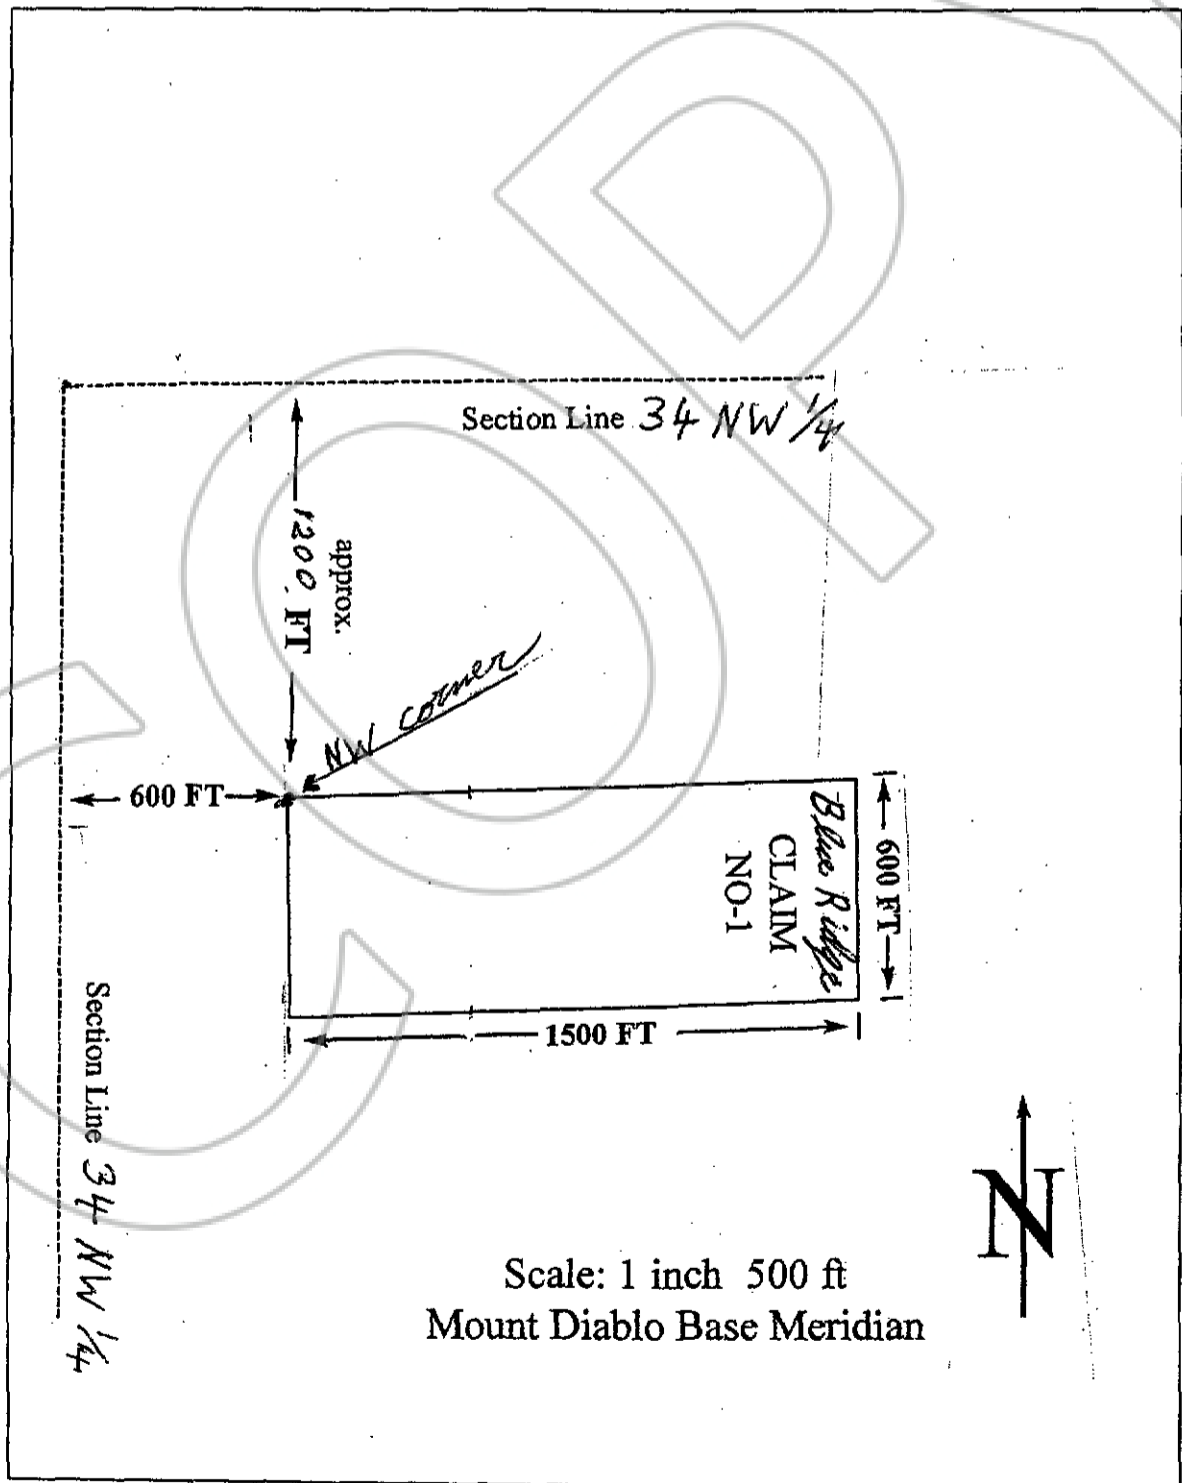 COPY
Section Line 34 NW 1/4
approx.
1200 FT
NW corner
600 FT
Blue Ridge
CLAIM
NO-1
600 FT
1500 FT
Section Line 34 NW 1/4
N
Scale: 1 inch 500 ft
Mount Diablo Base Meridian